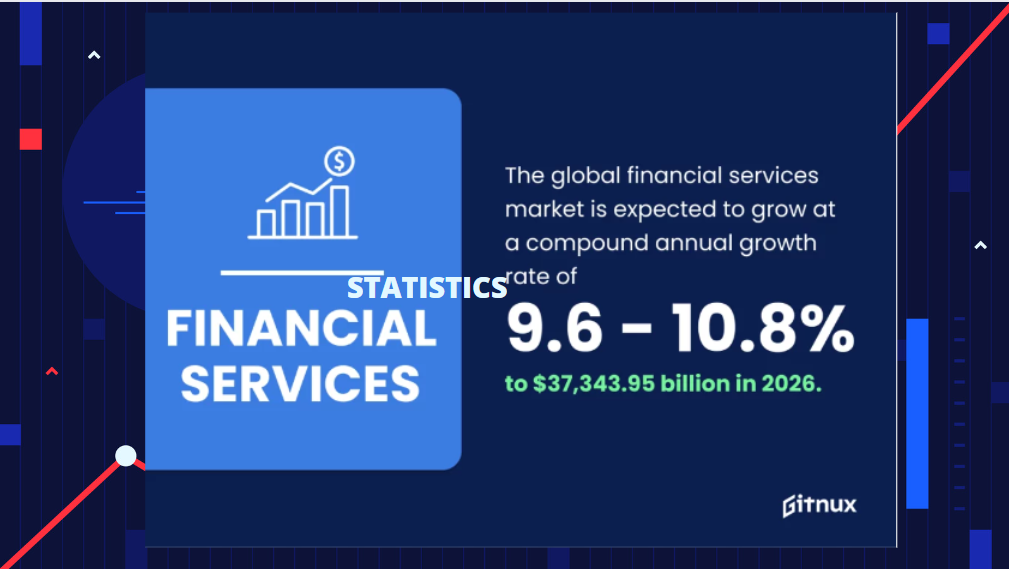 STATISTICS
FINANCIAL
SERVICES
The global financial services
market is expected to grow at
a compound annual growth
rate of
9.6 – 10.8%
to $37,343.95 billion in 2026.
Gitnux